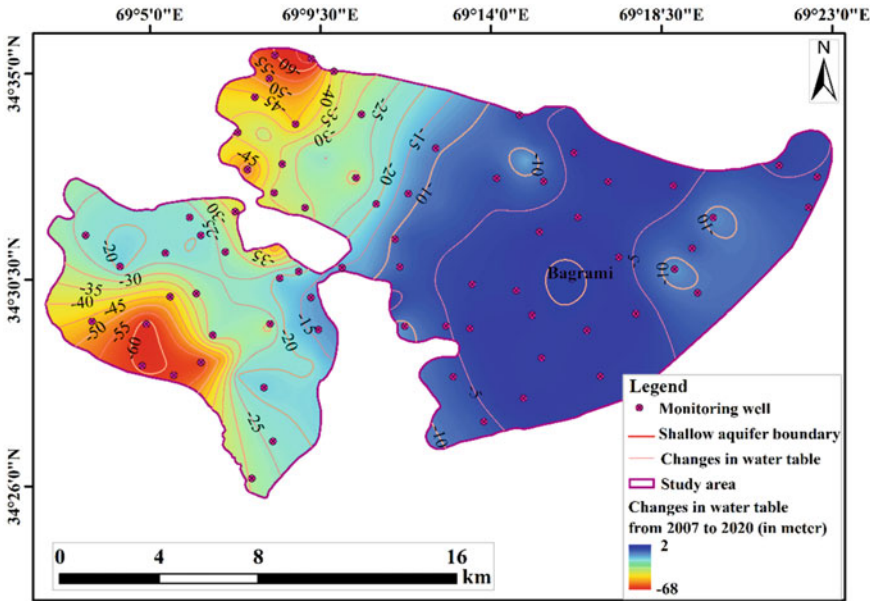 69°5'0"E 69°9'30"E 69°14'0"E 69°18'30"E 69°23'0"E
34°35'0"N
34°30'30"N
34°26'0"N
N
-60
-55
-55
-50
-45
-40
-35
-30
-25
-15
-20
-10
-45
-10
-30
-25
-20
-35
-10
-10
-5
Bagrami
-35
-30
-40
-45
-50
-55
-60
-15
-20
-25
-5
-10
Legend
Monitoring well
Shallow aquifer boundary
Changes in water table
Study area
Changes in water table
from 2007 to 2020 (in meter)
2
-68
0 4 8 16
km